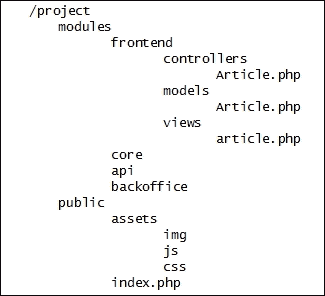 /project
modules
frontend
controllers
Article.php
models
Article.php
views
article.php
core
api
backoffice
public
assets
img
js
css
index.php